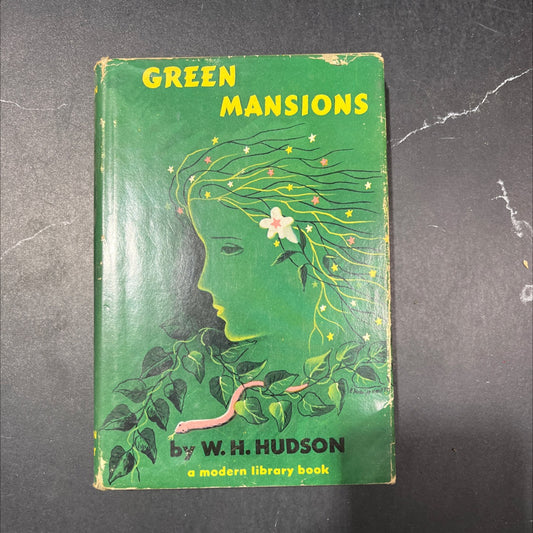 GREEN
MANSIONS
by W. H. HUDSON
a modern library book